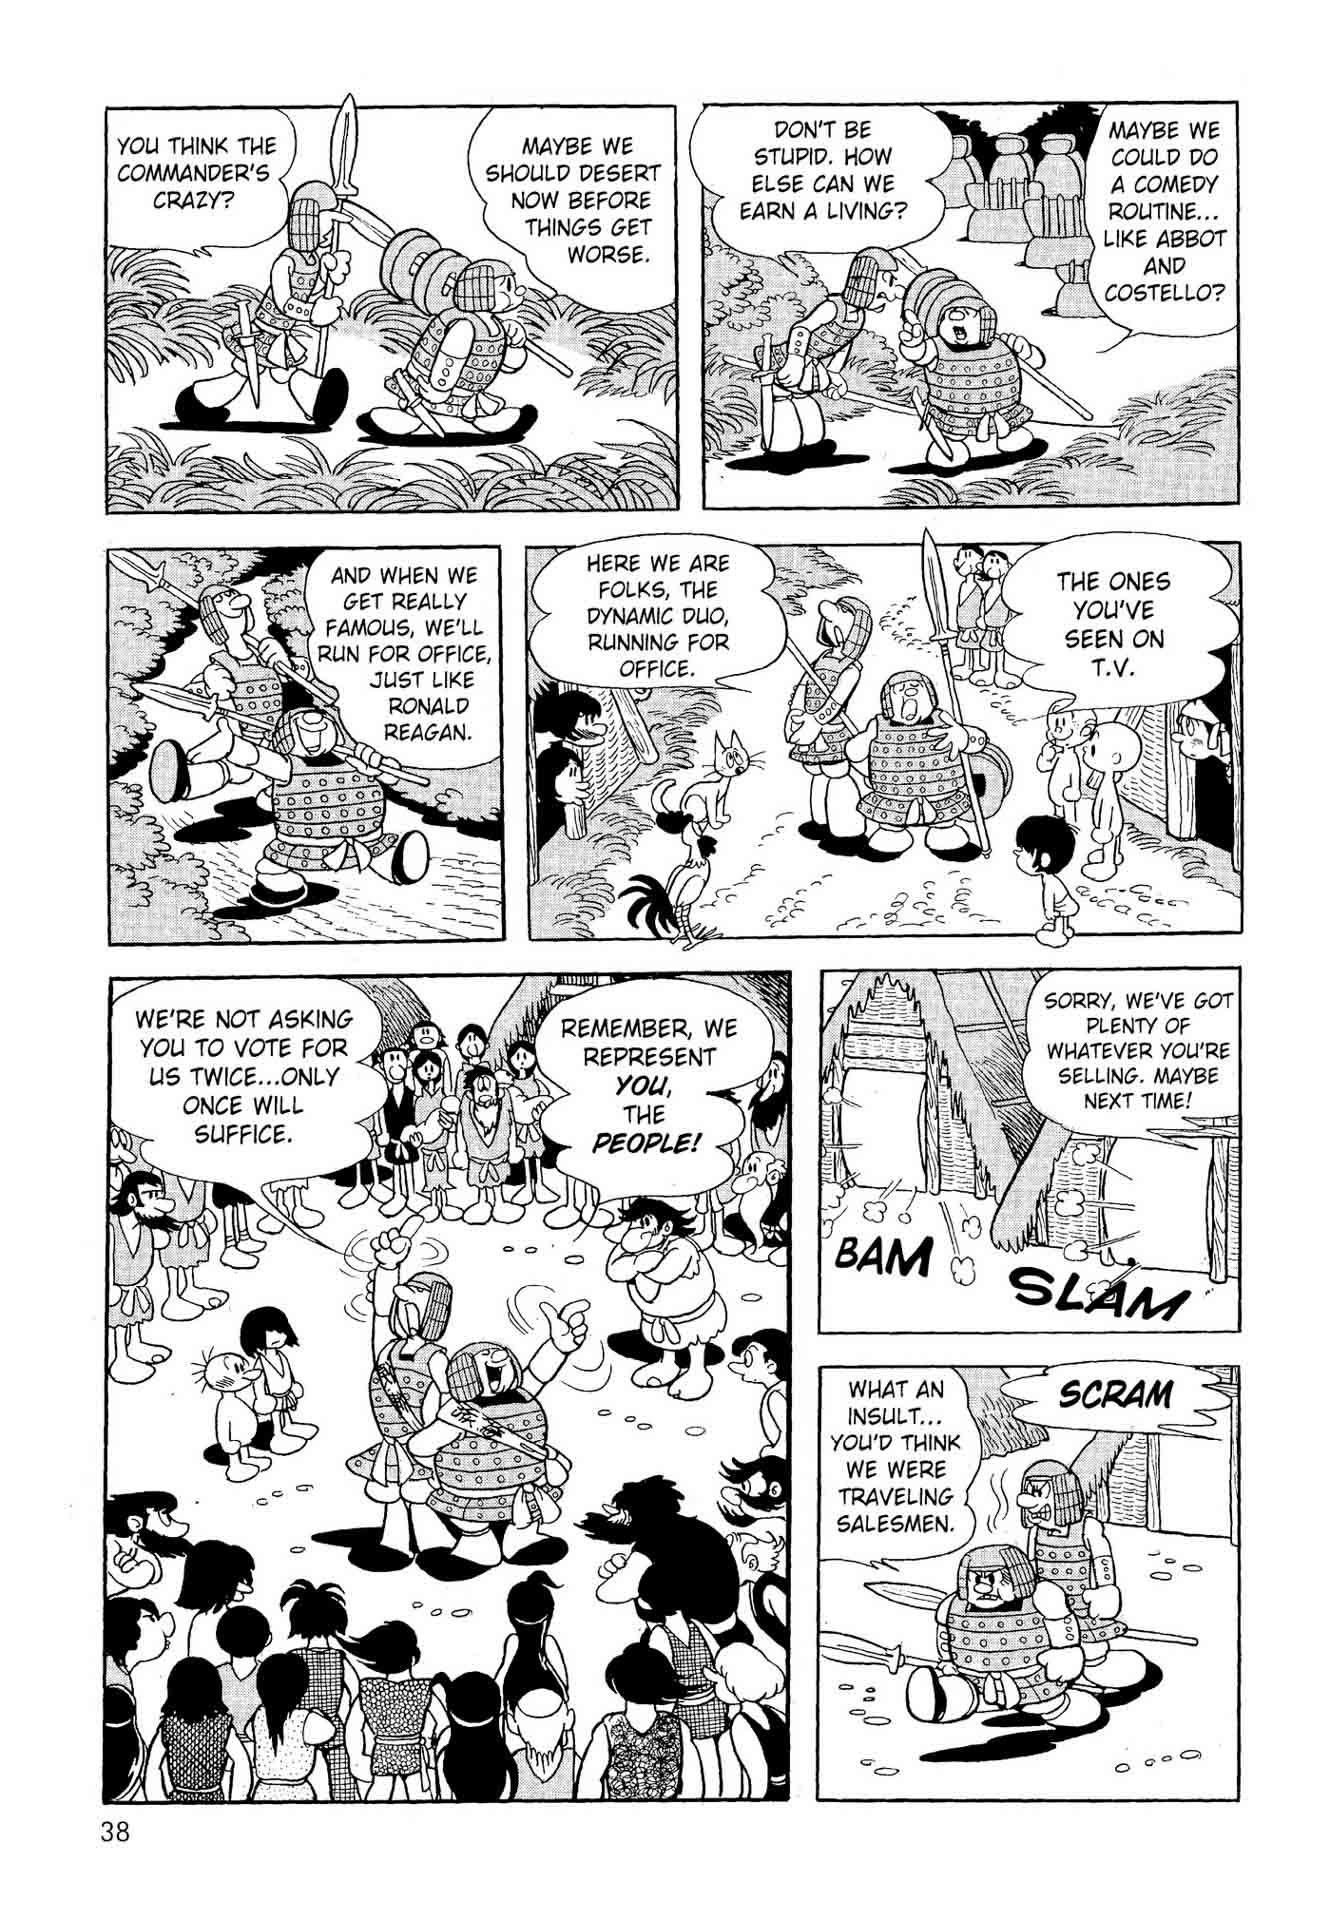 YOU THINK THE
COMMANDER'S
CRAZY?
MAYBE WE
SHOULD DESERT
NOW BEFORE
THINGS GET
WORSE.
DON'T BE
STUPID. HOW
ELSE CAN WE
EARN A LIVING?
MAYBE WE
COULD DO
A COMEDY
ROUTINE...
LIKE ABBOT
AND
COSTELLO?
AND WHEN WE
GET REALLY
FAMOUS, WE'LL
RUN FOR OFFICE,
JUST LIKE
RONALD
REAGAN.
HERE WE ARE
FOLKS, THE
DYNAMIC DUO,
RUNNING FOR
OFFICE.
THE ONES
YOU'VE
SEEN ON
T.V.
WE'RE NOT ASKING
YOU TO VOTE FOR
US TWICE...ONLY
ONCE WILL
SUFFICE.
REMEMBER, WE
REPRESENT
YOU,
THE
PEOPLE!
SORRY, WE'VE GOT
PLENTY OF
WHATEVER YOU'RE
SELLING. MAYBE
NEXT TIME!
BAM
SLAM
SCRAM
WHAT AN
INSULT...
YOU'D THINK
WE WERE
TRAVELING
SALESMEN.
38